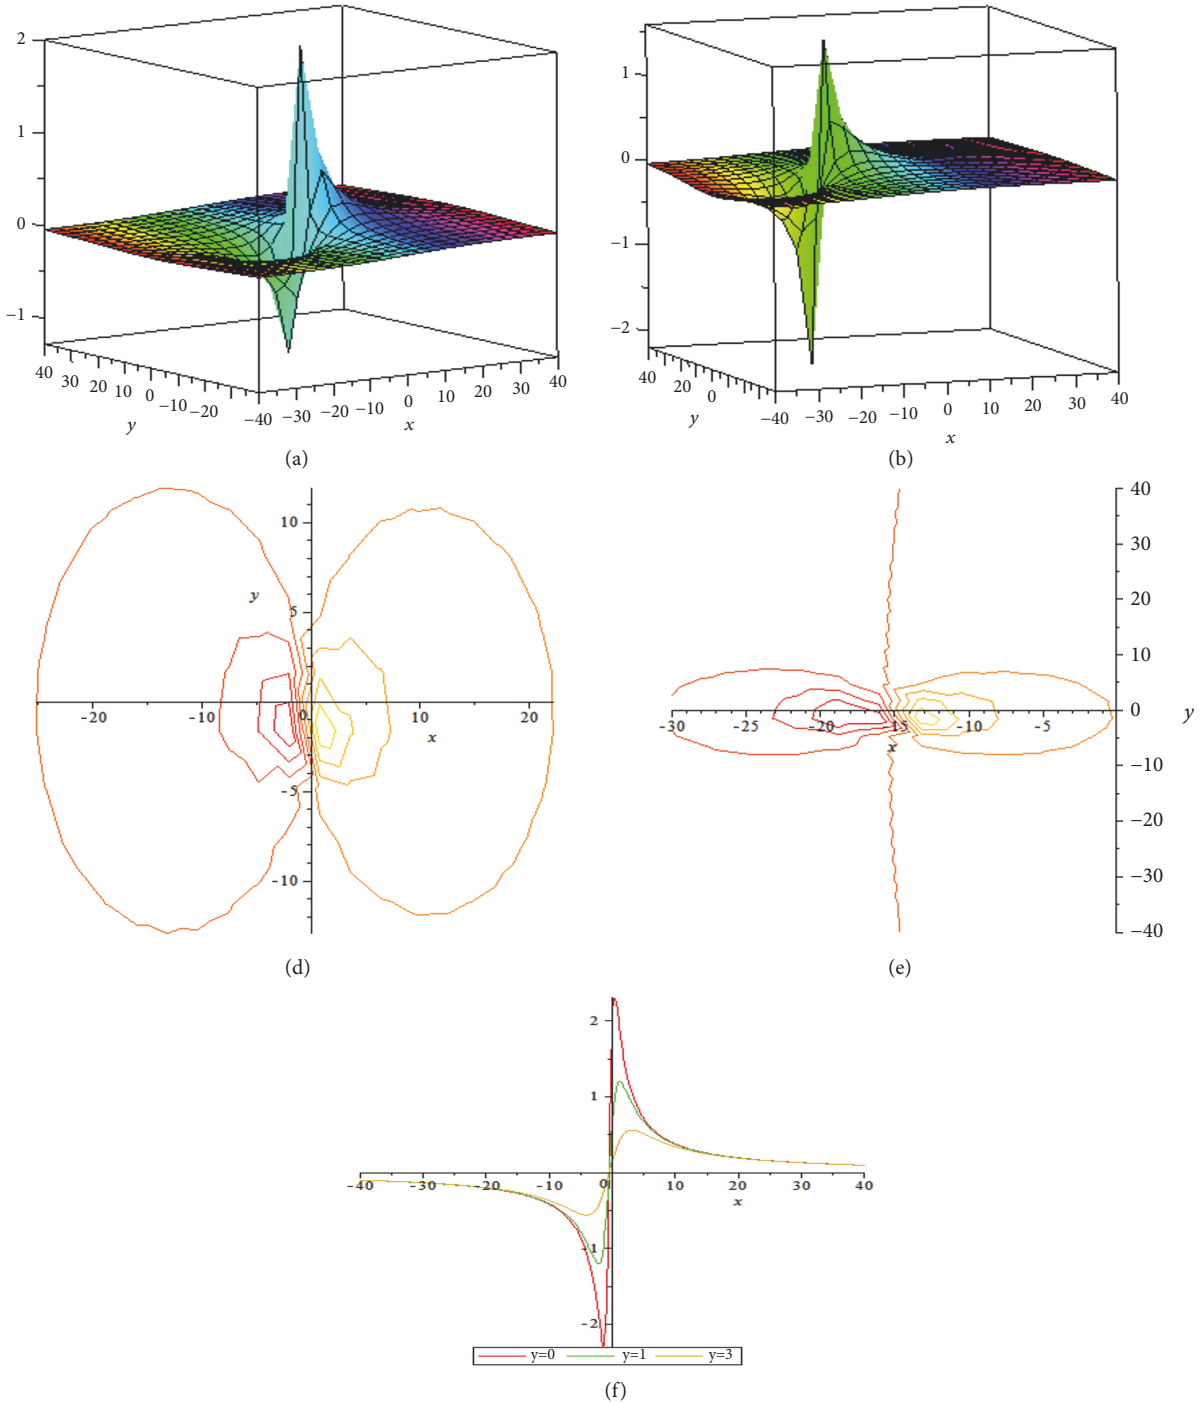 2
1
0
−1
40 30 20 10 0 −10 −20 −40 −30 −20 −10 0 10 20 30 40
y
x
(a)
1
0
−1
−2
40 20 0 −40 −30 −20 −10 0 10 20 30 40
y
x
(b)
10
y
5
-20 -10 0 10 20
x
-5
-10
(d)
40
30
20
10
0
y
-30 -25 -20 -15 -10 -5
x
−10
−20
−30
−40
(e)
2
1
-40 -30 -20 -10 0 10 20 30 40
x
-1
-2
y=0 y=1 y=3
(f)